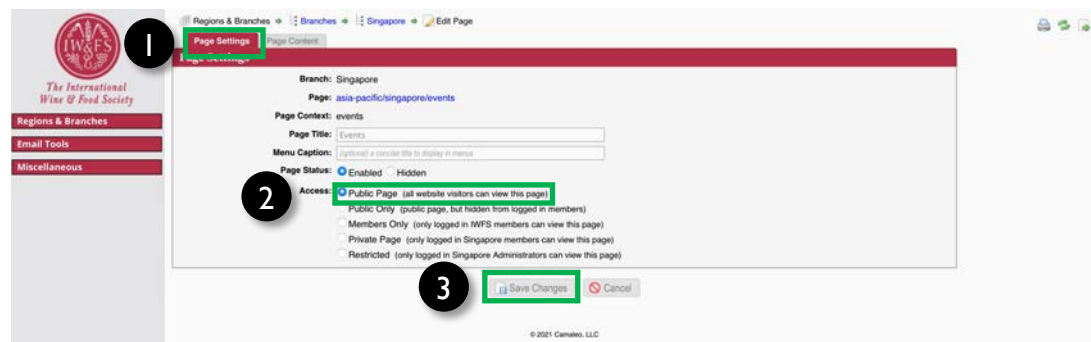 Regions & Branches Branches Singapore Edit Page
IWFS
1
Page Settings Page Content
Page Settings
The International
Wine & Food Society
Regions & Branches
Email Tools
Miscellaneous
Branch: Singapore
Page: asia-pacific/singapore/events
Page Context: events
Page Title: Events
Menu Caption: (optional) a concise title to display in menus
Page Status: Enabled Hidden
2
Access: Public Page (all website visitors can view this page)
Public Only (public page, but hidden from logged in members)
Members Only (only logged in IWFS members can view this page)
Private Page (only logged in Singapore members can view this page)
Restricted (only logged in Singapore Administrators can view this page)
3
Save Changes Cancel
© 2021 Camaleo, LLC